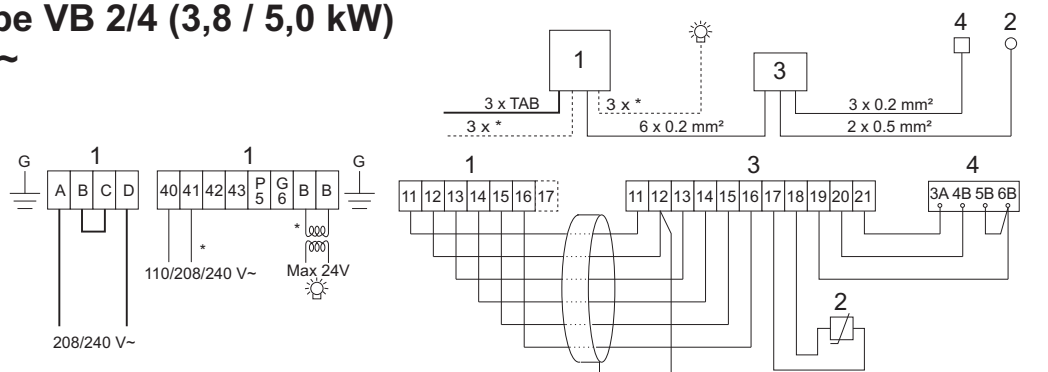 pe VB 2/4 (3,8 / 5,0 kW)
~
1
3
4
2
3 x TAB
3 x *
3 x *
6 x 0.2 mm²
3 x 0.2 mm²
2 x 0.5 mm²
G
1
A B C D
208/240 V~
1
40 41 42 43 P5 G6 B B
G
*
*
110/208/240 V~
Max 24V
1
11 12 13 14 15 16 17
3
11 12 13 14 15 16 17 18 19 20 21
4
3A 4B 5B 6B
2